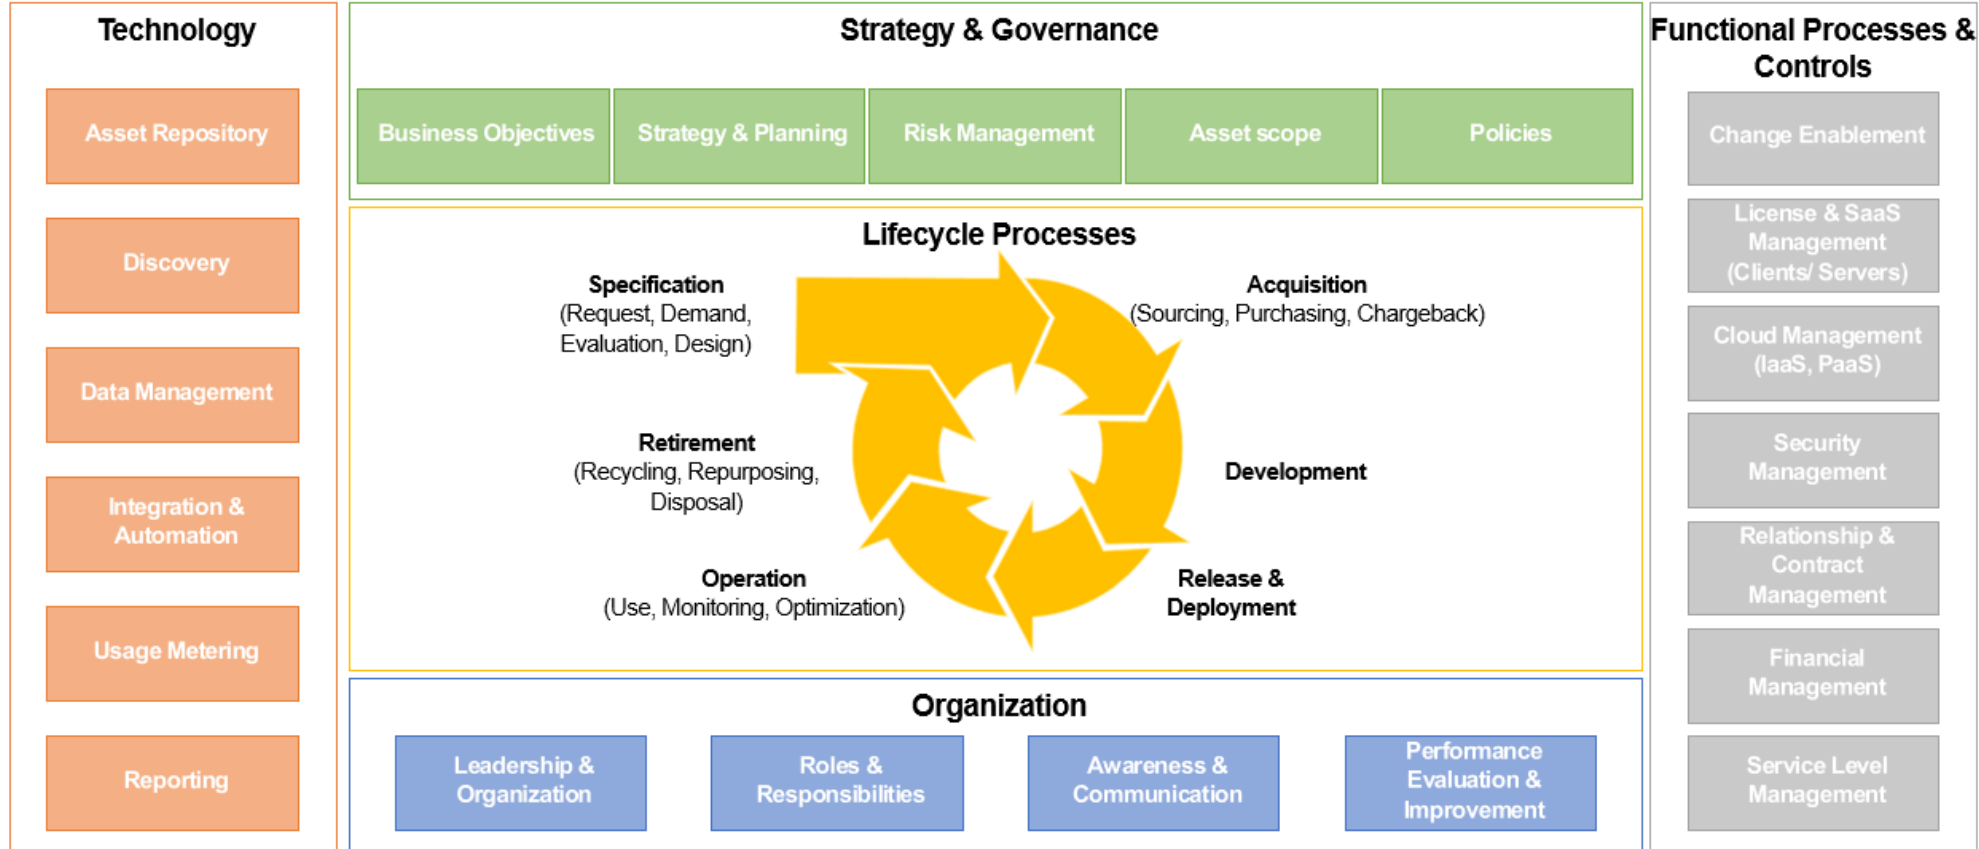 Technology
Asset Repository
Discovery
Data Management
Integration &
Automation
Usage Metering
Reporting
Strategy & Governance
Business Objectives
Strategy & Planning
Risk Management
Asset scope
Policies
Lifecycle Processes
Specification
(Request, Demand,
Evaluation, Design)
Acquisition
(Sourcing, Purchasing, Chargeback)
Development
Release &
Deployment
Operation
(Use, Monitoring, Optimization)
Retirement
(Recycling, Repurposing,
Disposal)
Organization
Leadership &
Organization
Roles &
Responsibilities
Awareness &
Communication
Performance
Evaluation &
Improvement
Functional Processes &
Controls
Change Enablement
License & SaaS
Management
(Clients/ Servers)
Cloud Management
(IaaS, PaaS)
Security
Management
Relationship &
Contract
Management
Financial
Management
Service Level
Management